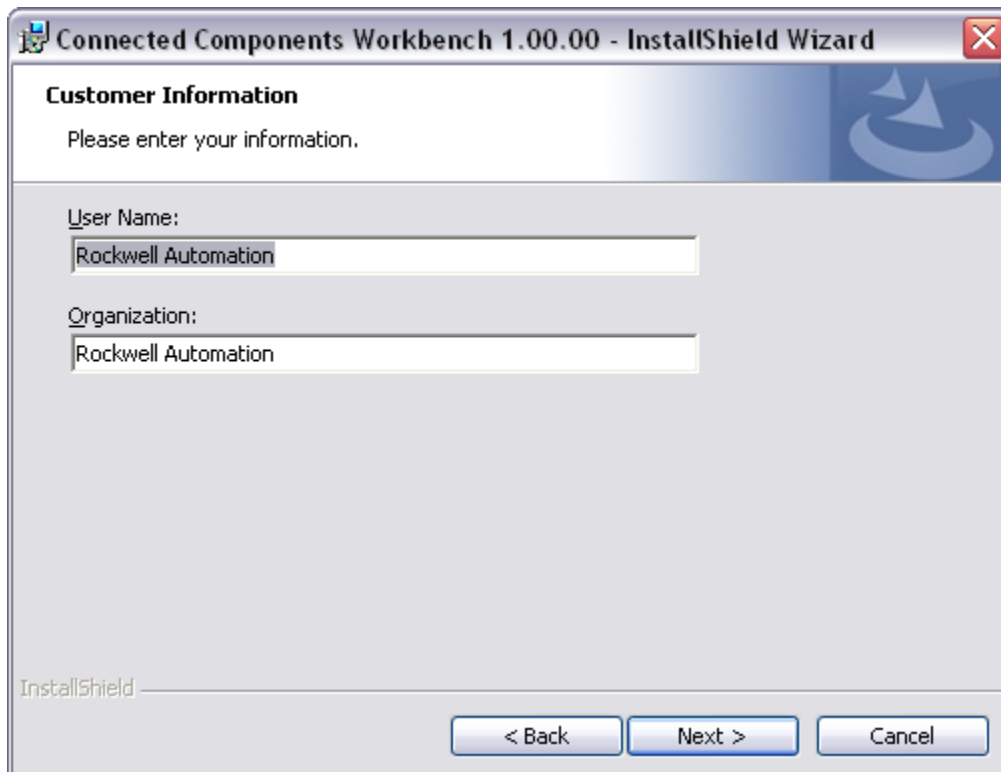 Connected Components Workbench 1.00.00 - InstallShield Wizard
Customer Information
Please enter your information.
User Name:
Rockwell Automation
Organization:
Rockwell Automation
InstallShield
< Back
Next >
Cancel